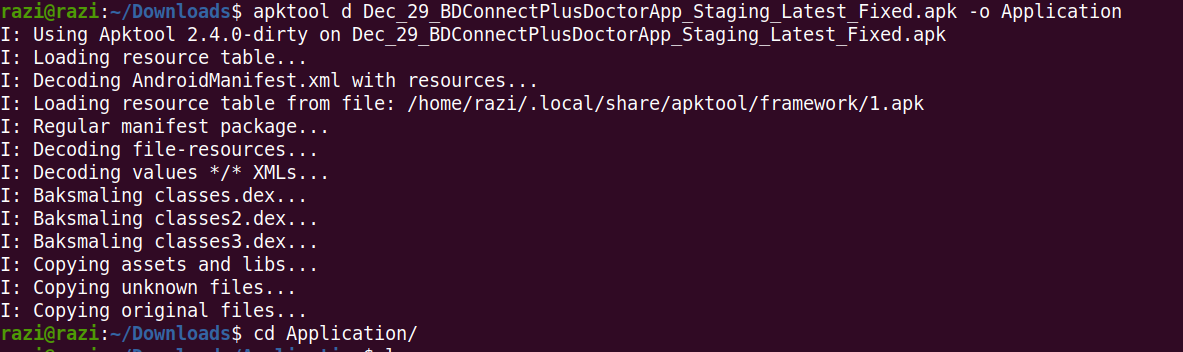 razi@razi:~/Downloads$ apktool d Dec_29_BDConnectPlusDoctorApp_Staging_Latest_Fixed.apk -o Application
I: Using Apktool 2.4.0-dirty on Dec_29_BDConnectPlusDoctorApp_Staging_Latest_Fixed.apk
I: Loading resource table...
I: Decoding AndroidManifest.xml with resources...
I: Loading resource table from file: /home/razi/.local/share/apktool/framework/1.apk
I: Regular manifest package...
I: Decoding file-resources...
I: Decoding values */* XMLs...
I: Baksmaling classes.dex...
I: Baksmaling classes2.dex...
I: Baksmaling classes3.dex...
I: Copying assets and libs...
I: Copying unknown files...
I: Copying original files...
razi@razi:~/Downloads$ cd Application/